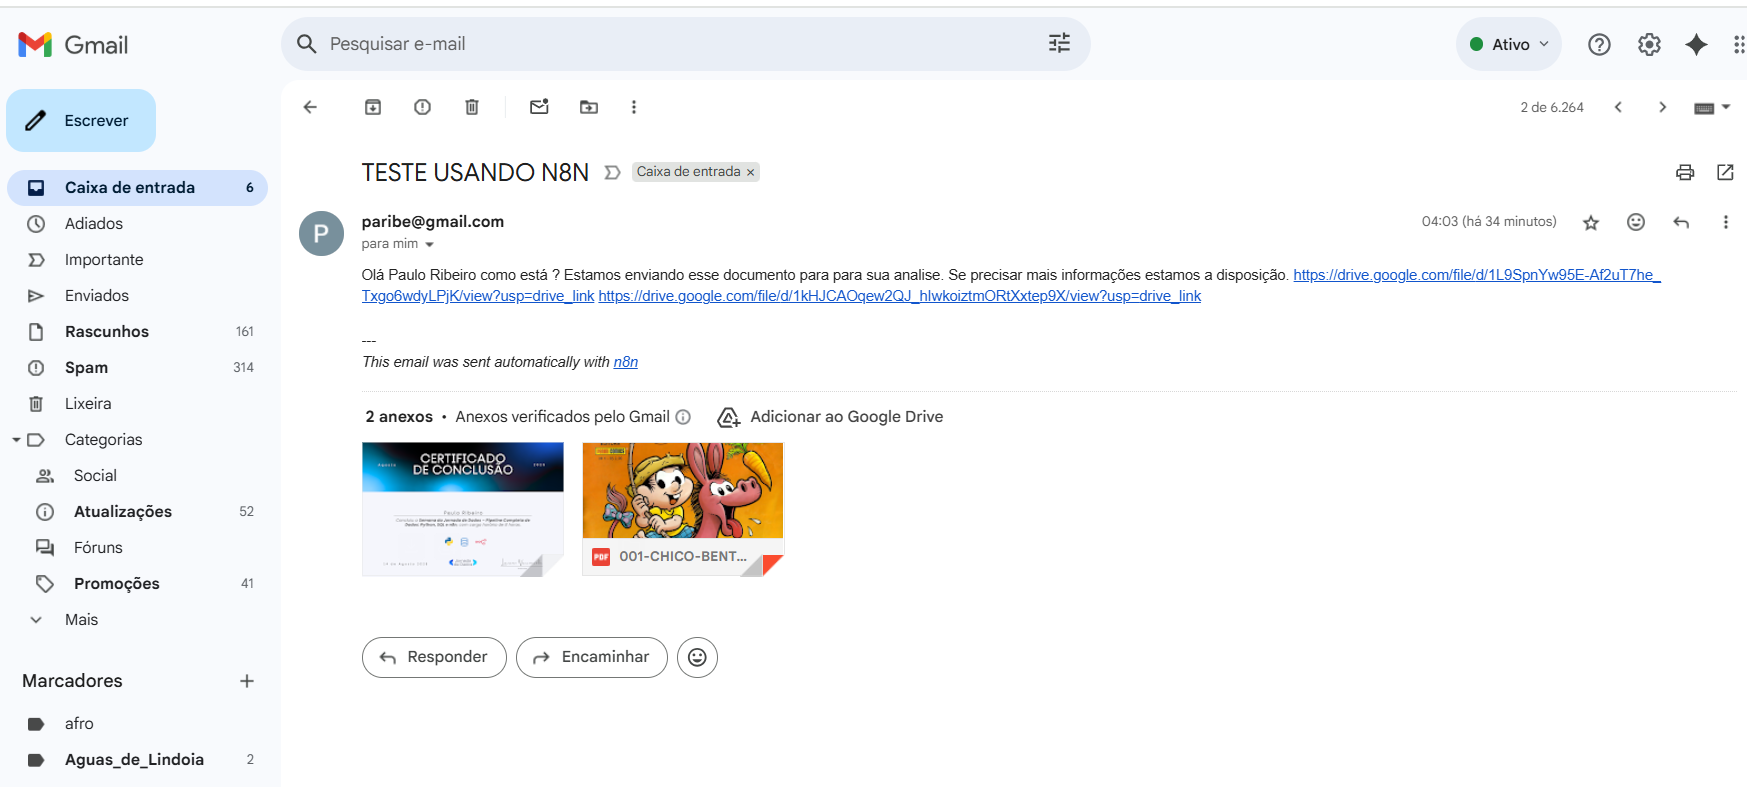 Gmail
Pesquisar e-mail
Ativo
Escrever
2 de 6.264
Caixa de entrada 6
Adiados
Importante
Enviados
Rascunhos 161
Spam 314
Lixeira
Categorias
Social
Atualizações 52
Fóruns
Promoções 41
Mais
Marcadores
afro
Aguas_de_Lindoia 2
TESTE USANDO N8N Caixa de entrada ×
P
paribe@gmail.com
04:03 (há 34 minutos)
para mim
Olá Paulo Ribeiro como está ? Estamos enviando esse documento para para sua analise. Se precisar mais informações estamos a disposição. https://drive.google.com/file/d/1L9SpnYw95E-Af2uT7he_
Txgo6wdyLPjK/view?usp=drive_link https://drive.google.com/file/d/1kHJCAOqew2QJ_hIwkoiztmORtXxtep9X/view?usp=drive_link
---
This email was sent automatically with n8n
2 anexos • Anexos verificados pelo Gmail Adicionar ao Google Drive
CERTIFICADO
DE CONCLUSÃO
Paulo Ribeiro
PDF 001-CHICO-BENT...
Responder
Encaminhar